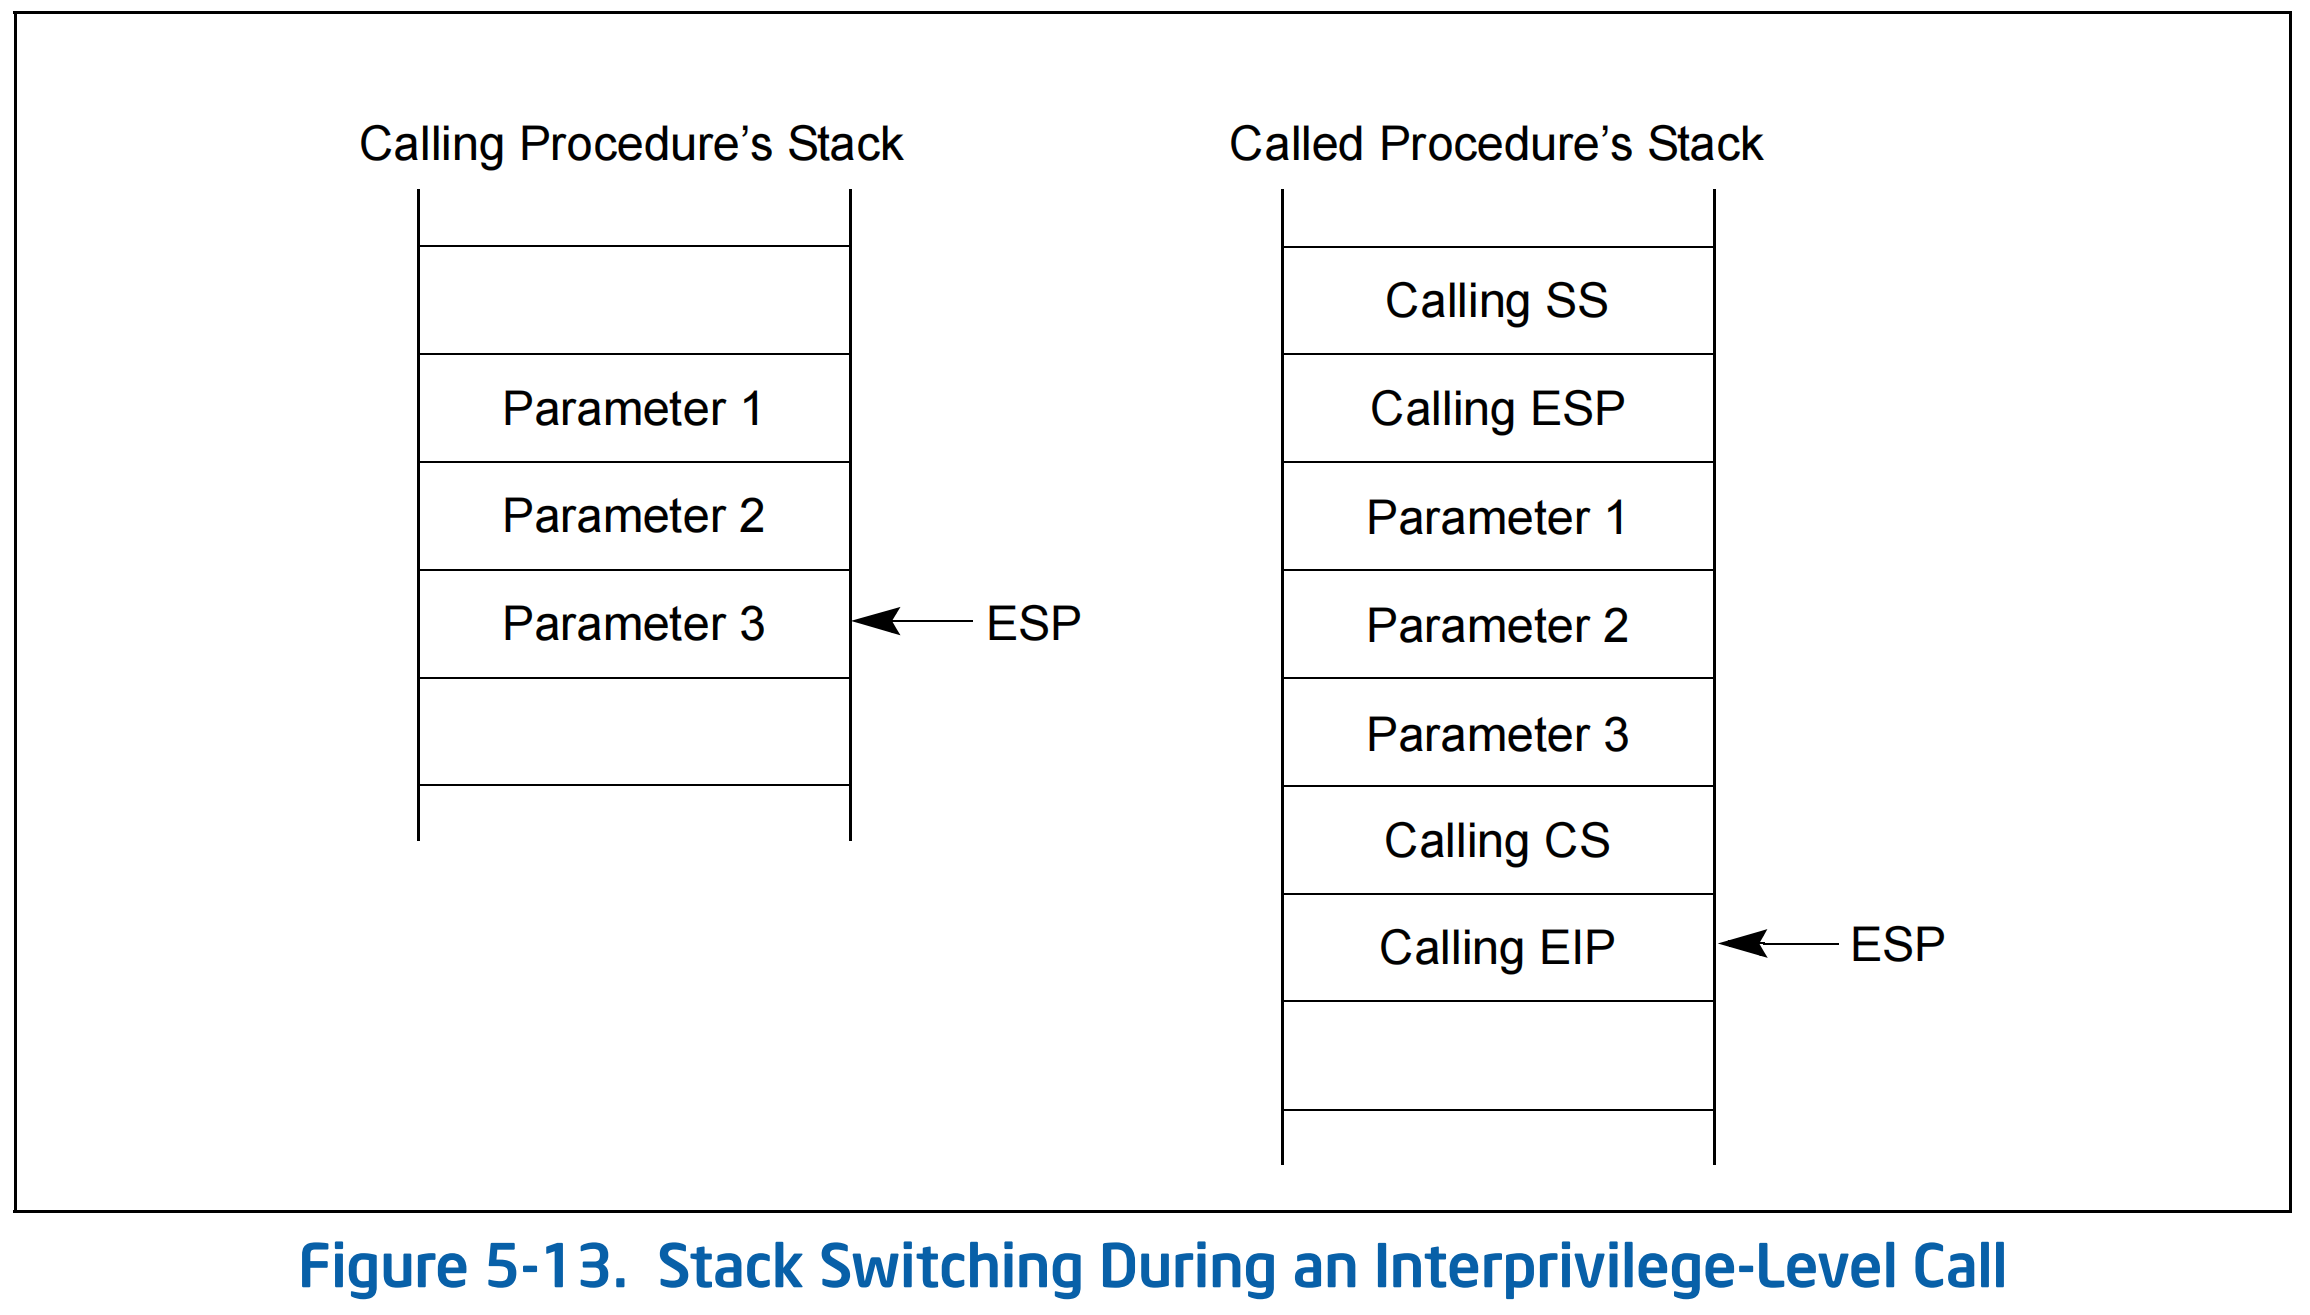 Calling Procedure’s Stack
Parameter 1
Parameter 2
Parameter 3
ESP
Called Procedure’s Stack
Calling SS
Calling ESP
Parameter 1
Parameter 2
Parameter 3
Calling CS
Calling EIP
ESP
Figure 5-13. Stack Switching During an Interprivilege-Level Call